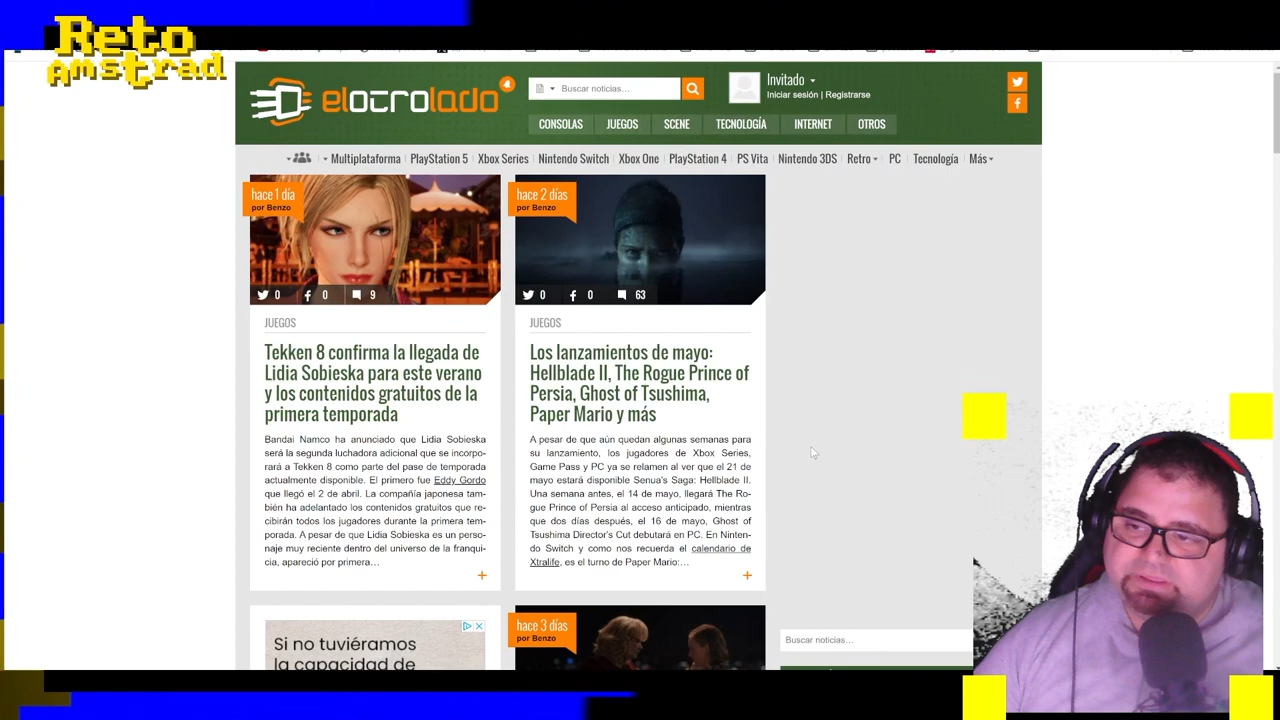 Reto
Amstrad
elotrolado
Buscar noticias...
Invitado
Iniciar sesión | Registrarse
CONSOLAS
JUEGOS
SCENE
TECNOLOGÍA
INTERNET
OTROS
Multiplataforma | PlayStation 5 | Xbox Series | Nintendo Switch | Xbox One | PlayStation 4 | PS Vita | Nintendo 3DS | Retro | PC | Tecnología | Más
hace 1 día
por Benzo
0 0 9
JUEGOS
Tekken 8 confirma la llegada de
Lidia Sobieska para este verano
y los contenidos gratuitos de la
primera temporada
Bandai Namco ha anunciado que Lidia Sobieska
será la segunda luchadora adicional que se incorpo-
rará a Tekken 8 como parte del pase de temporada
actualmente disponible. El primero fue Eddy Gordo
que llegó el 2 de abril. La compañía japonesa tam-
bién ha adelantado los contenidos gratuitos que re-
cibirán todos los jugadores durante la primera tem-
porada. A pesar de que Lidia Sobieska es un perso-
naje muy reciente dentro del universo de la franqui-
cia, apareció por primera...
+
hace 2 días
por Benzo
0 0 63
JUEGOS
Los lanzamientos de mayo:
Hellblade II, The Rogue Prince of
Persia, Ghost of Tsushima,
Paper Mario y más
A pesar de que aún quedan algunas semanas para
su lanzamiento, los jugadores de Xbox Series,
Game Pass y PC ya se relamen al ver que el 21 de
mayo estará disponible Senua's Saga: Hellblade II.
Una semana antes, el 14 de mayo, llegará The Ro-
gue Prince of Persia al acceso anticipado, mientras
que dos días después, el 16 de mayo, Ghost of
Tsushima Director's Cut debutará en PC. En Ninten-
do Switch y como nos recuerda el calendario de
Xtralife, es el turno de Paper Mario:...
+
Si no tuviéramos
la capacidad de
hace 3 días
por Benzo
Buscar noticias...